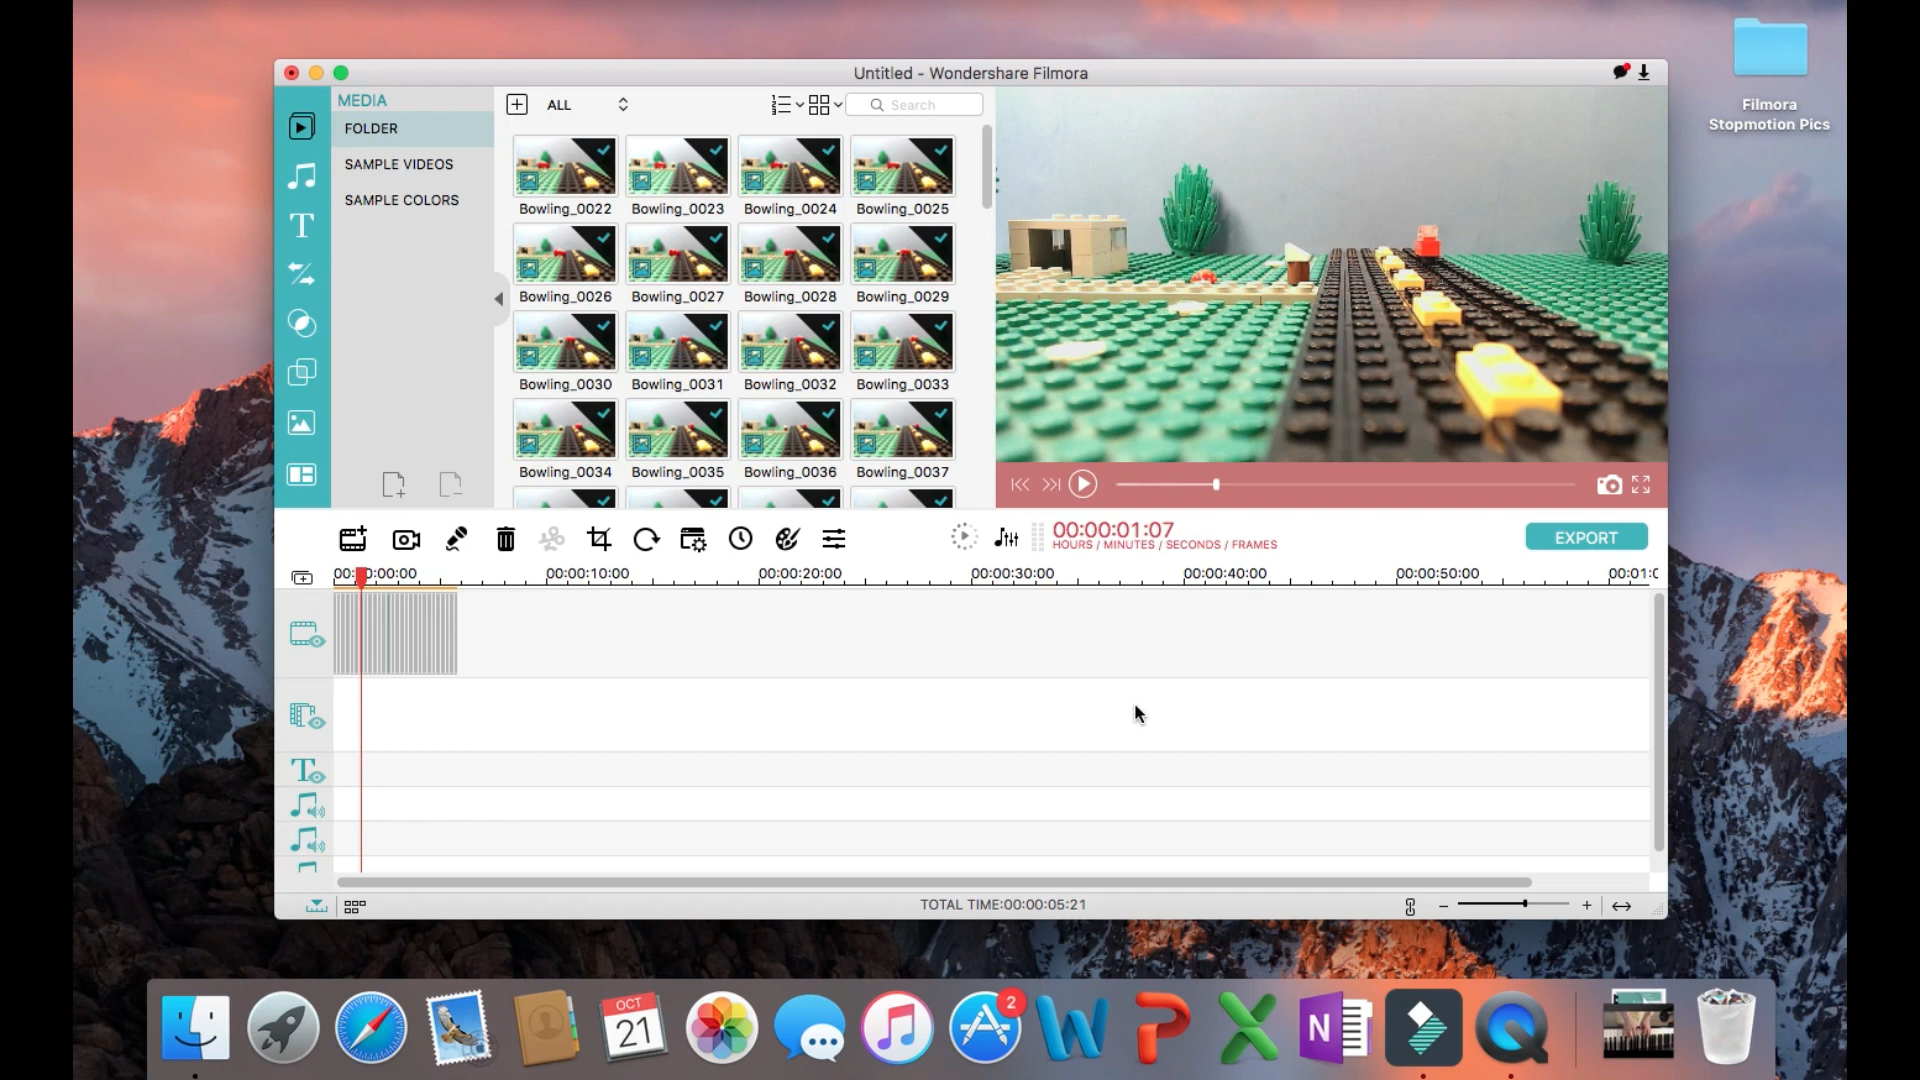 Untitled - Wondershare Filmora
Filmora
Stopmotion Pics
MEDIA
FOLDER
SAMPLE VIDEOS
SAMPLE COLORS
ALL
Search
Bowling_0022 Bowling_0023 Bowling_0024 Bowling_0025
Bowling_0026 Bowling_0027 Bowling_0028 Bowling_0029
Bowling_0030 Bowling_0031 Bowling_0032 Bowling_0033
Bowling_0034 Bowling_0035 Bowling_0036 Bowling_0037
00:00:01:07
HOURS / MINUTES / SECONDS / FRAMES
EXPORT
00:00:10:00 00:00:20:00 00:00:30:00 00:00:40:00 00:00:50:00
TOTAL TIME:00:00:05:21
OCT
21
2
N